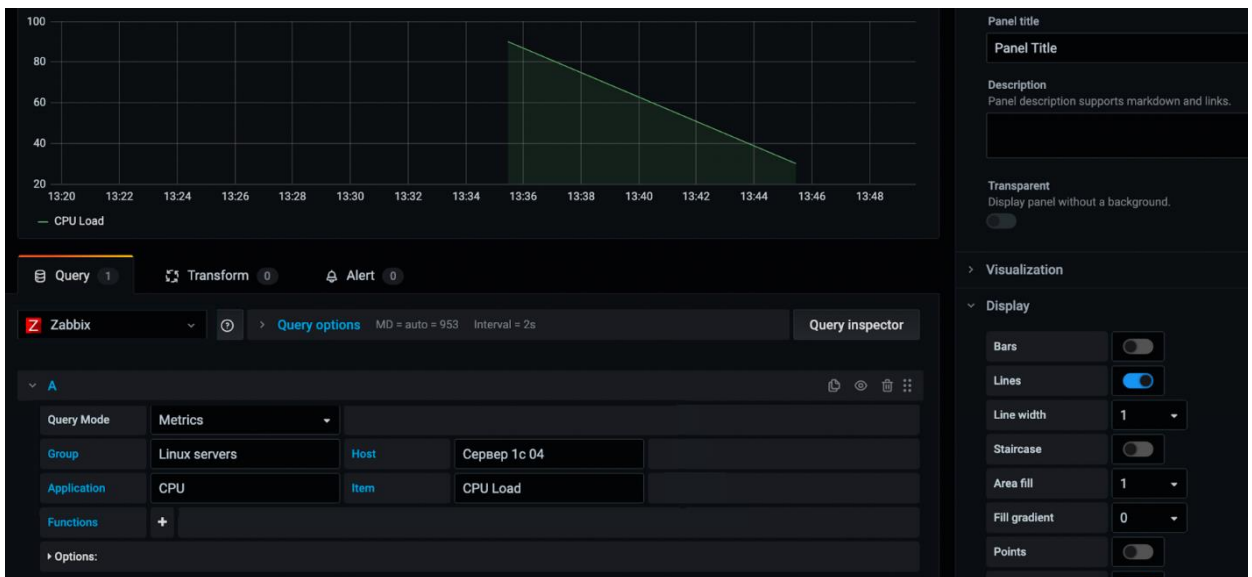 100
80
60
40
20
13:20 13:22 13:24 13:26 13:28 13:30 13:32 13:34 13:36 13:38 13:40 13:42 13:44 13:46 13:48
CPU Load
Query 1 Transform 0 Alert 0
Zabbix
Query options MD = auto = 953 Interval = 2s
Query inspector
A
Query Mode Metrics
Group Linux servers Host Сервер 1с 04
Application CPU Item CPU Load
Functions +
Options:
Panel title
Panel Title
Description
Panel description supports markdown and links.
Transparent
Display panel without a background.
Visualization
Display
Bars
Lines
Line width 1
Staircase
Area fill 1
Fill gradient 0
Points